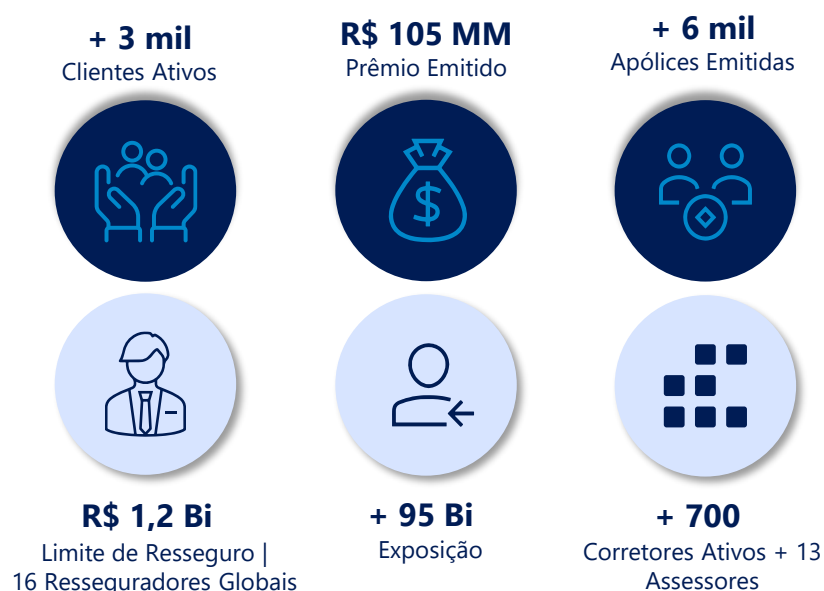 + 3 mil
Clientes Ativos
R$ 105 MM
Prêmio Emitido
+ 6 mil
Apólices Emitidas
R$ 1,2 Bi
Limite de Resseguro |
16 Resseguradores Globais
+ 95 Bi
Exposição
+ 700
Corretores Ativos + 13
Assessores